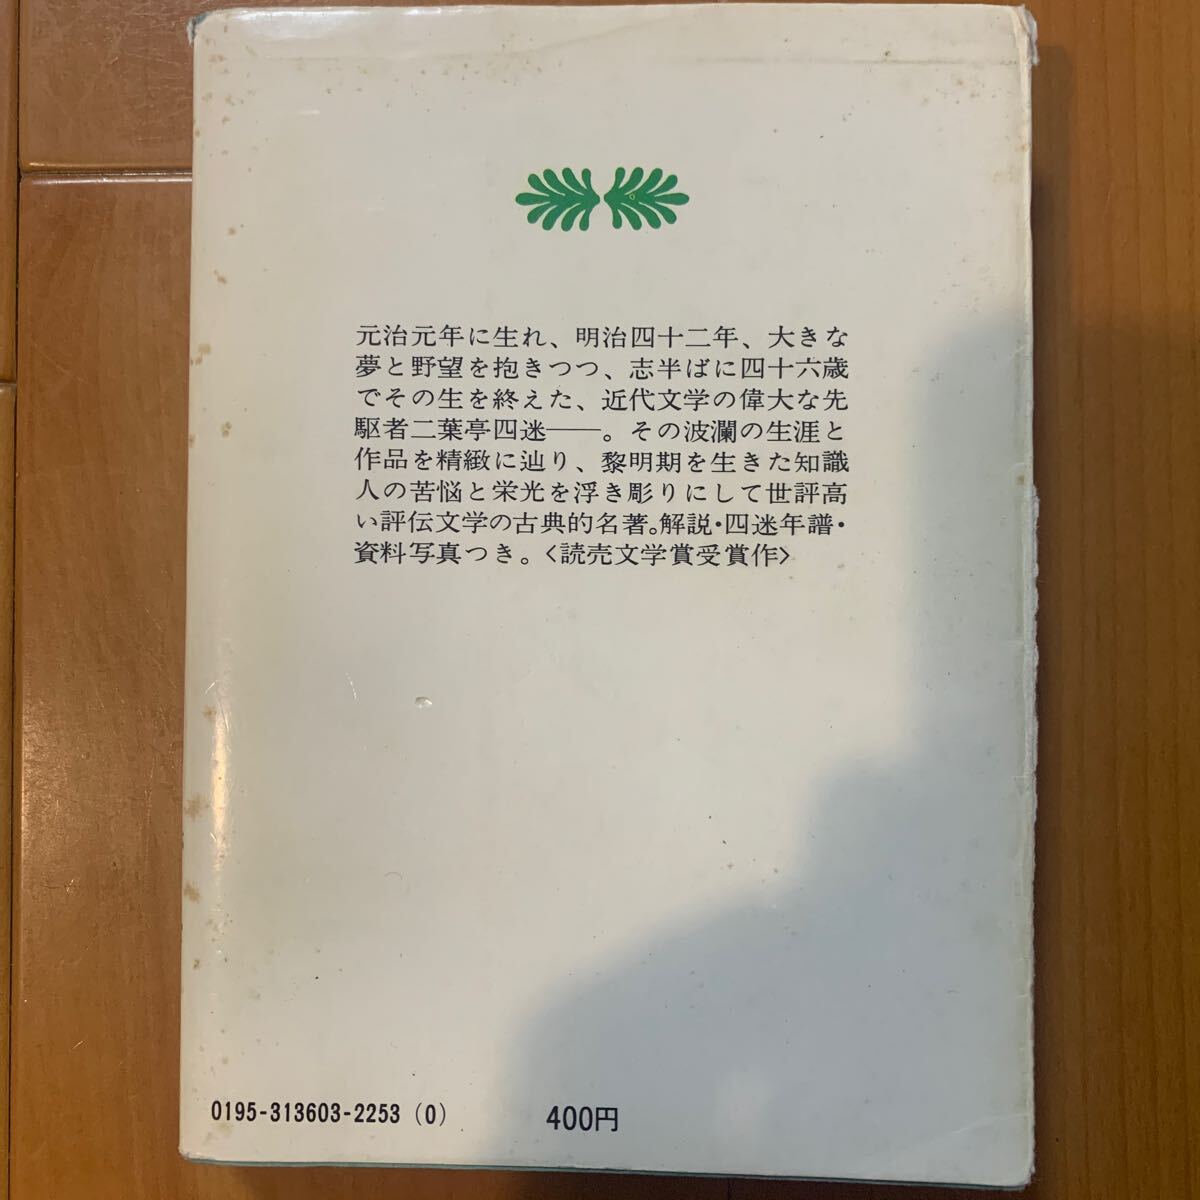 元治元年に生れ、明治四十二年、大きな
夢と野望を抱きつつ、志半ばに四十六歳
でその生を終えた、近代文学の偉大な先
駆者二葉亭四迷――。その波瀾の生涯と
作品を精緻に辿り、黎明期を生きた知識
人の苦悩と栄光を浮き彫りにして世評高
い評伝文学の古典的名著。解説・四迷年譜・
資料写真つき。〈読売文学賞受賞作〉
0195-313603-2253 (0)
400円